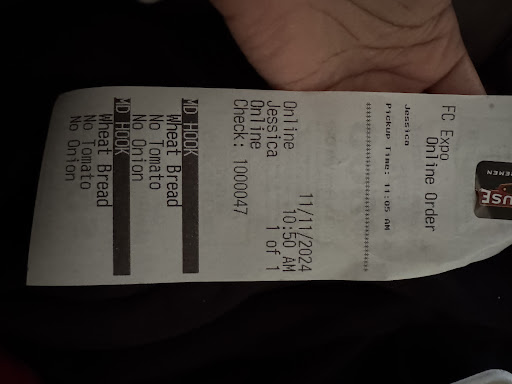 USE
EMEN
FC Expo
Online Order
Jessica
Pickup Time: 11:05 AM
Online 11/11/2024
Jessica 10:50 AM
Online 1 of 1
Check: 1000047
MD HOOK
Wheat Bread
No Tomato
No Onion
MD HOOK
Wheat Bread
No Tomato
No Onion